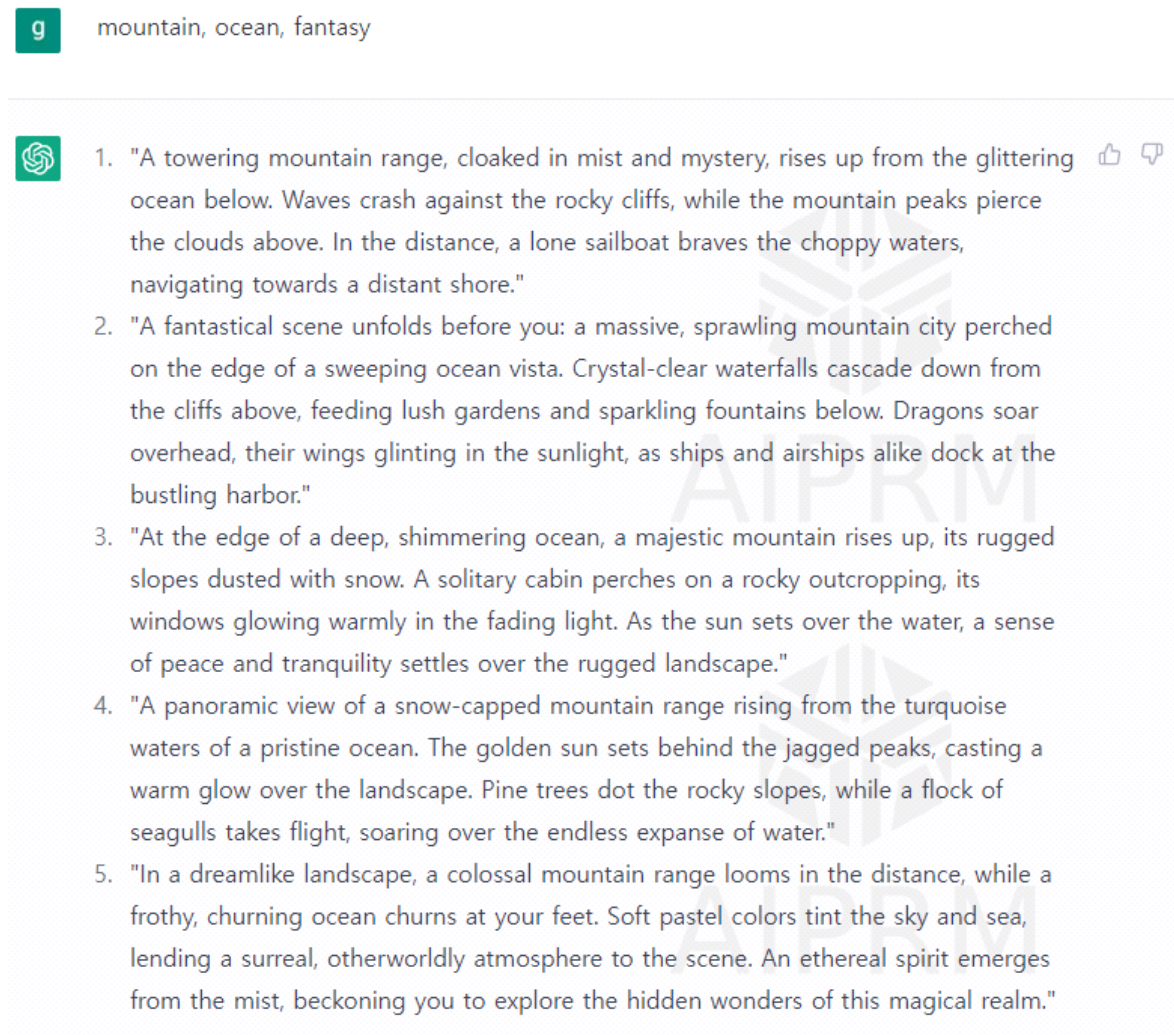 g
mountain, ocean, fantasy
1. "A towering mountain range, cloaked in mist and mystery, rises up from the glittering
ocean below. Waves crash against the rocky cliffs, while the mountain peaks pierce
the clouds above. In the distance, a lone sailboat braves the choppy waters,
navigating towards a distant shore."
2. "A fantastical scene unfolds before you: a massive, sprawling mountain city perched
on the edge of a sweeping ocean vista. Crystal-clear waterfalls cascade down from
the cliffs above, feeding lush gardens and sparkling fountains below. Dragons soar
overhead, their wings glinting in the sunlight, as ships and airships alike dock at the
bustling harbor."
AIPRM
3. "At the edge of a deep, shimmering ocean, a majestic mountain rises up, its rugged
slopes dusted with snow. A solitary cabin perches on a rocky outcropping, its
windows glowing warmly in the fading light. As the sun sets over the water, a sense
of peace and tranquility settles over the rugged landscape."
4. "A panoramic view of a snow-capped mountain range rising from the turquoise
waters of a pristine ocean. The golden sun sets behind the jagged peaks, casting a
warm glow over the landscape. Pine trees dot the rocky slopes, while a flock of
seagulls takes flight, soaring over the endless expanse of water."
5. "In a dreamlike landscape, a colossal mountain range looms in the distance, while a
frothy, churning ocean churns at your feet. Soft pastel colors tint the sky and sea,
lending a surreal, otherworldly atmosphere to the scene. An ethereal spirit emerges
from the mist, beckoning you to explore the hidden wonders of this magical realm."
AIPRM